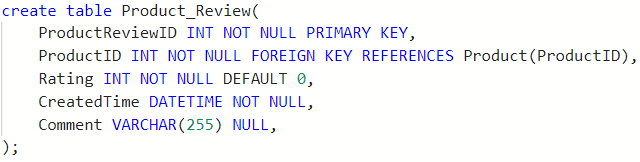 create table Product_Review(
    ProductReviewID INT NOT NULL PRIMARY KEY,
    ProductID INT NOT NULL FOREIGN KEY REFERENCES Product(ProductID),
    Rating INT NOT NULL DEFAULT 0,
    CreatedTime DATETIME NOT NULL,
    Comment VARCHAR(255) NULL,
);